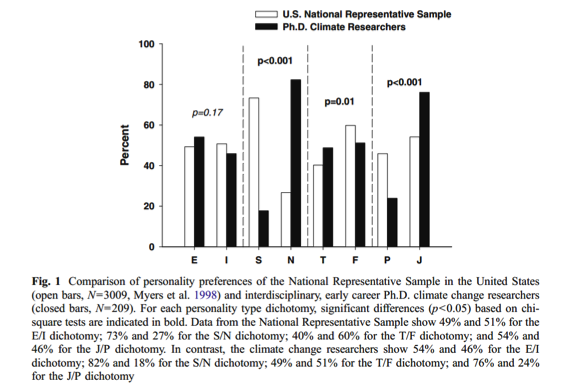 U.S. National Representative Sample
Ph.D. Climate Researchers
100
80
60
40
20
0
Percent
p=0.17
p<0.001
p=0.01
p<0.001
E I S N T F P J
Fig. 1 Comparison of personality preferences of the National Representative Sample in the United States
(open bars, N=3009, Myers et al. 1998) and interdisciplinary, early career Ph.D. climate change researchers
(closed bars, N=209). For each personality type dichotomy, significant differences (p<0.05) based on chi-
square tests are indicated in bold. Data from the National Representative Sample show 49% and 51% for the
E/I dichotomy; 73% and 27% for the S/N dichotomy; 40% and 60% for the T/F dichotomy; and 54% and
46% for the J/P dichotomy. In contrast, the climate change researchers show 54% and 46% for the E/I
dichotomy; 82% and 18% for the S/N dichotomy; 49% and 51% for the T/F dichotomy; and 76% and 24%
for the J/P dichotomy